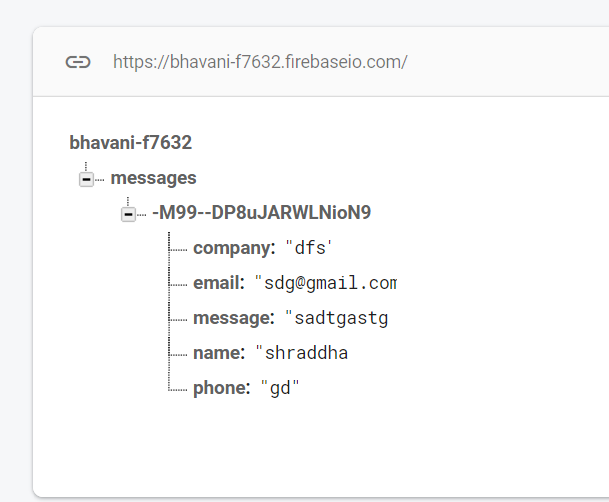 https://bhavani-f7632.firebaseio.com/
bhavani-f7632
messages
-M99--DP8uJARWLNioN9
company: "dfs'
email: "sdg@gmail.com
message: "sadtgastg
name: "shraddha
phone: "gd"